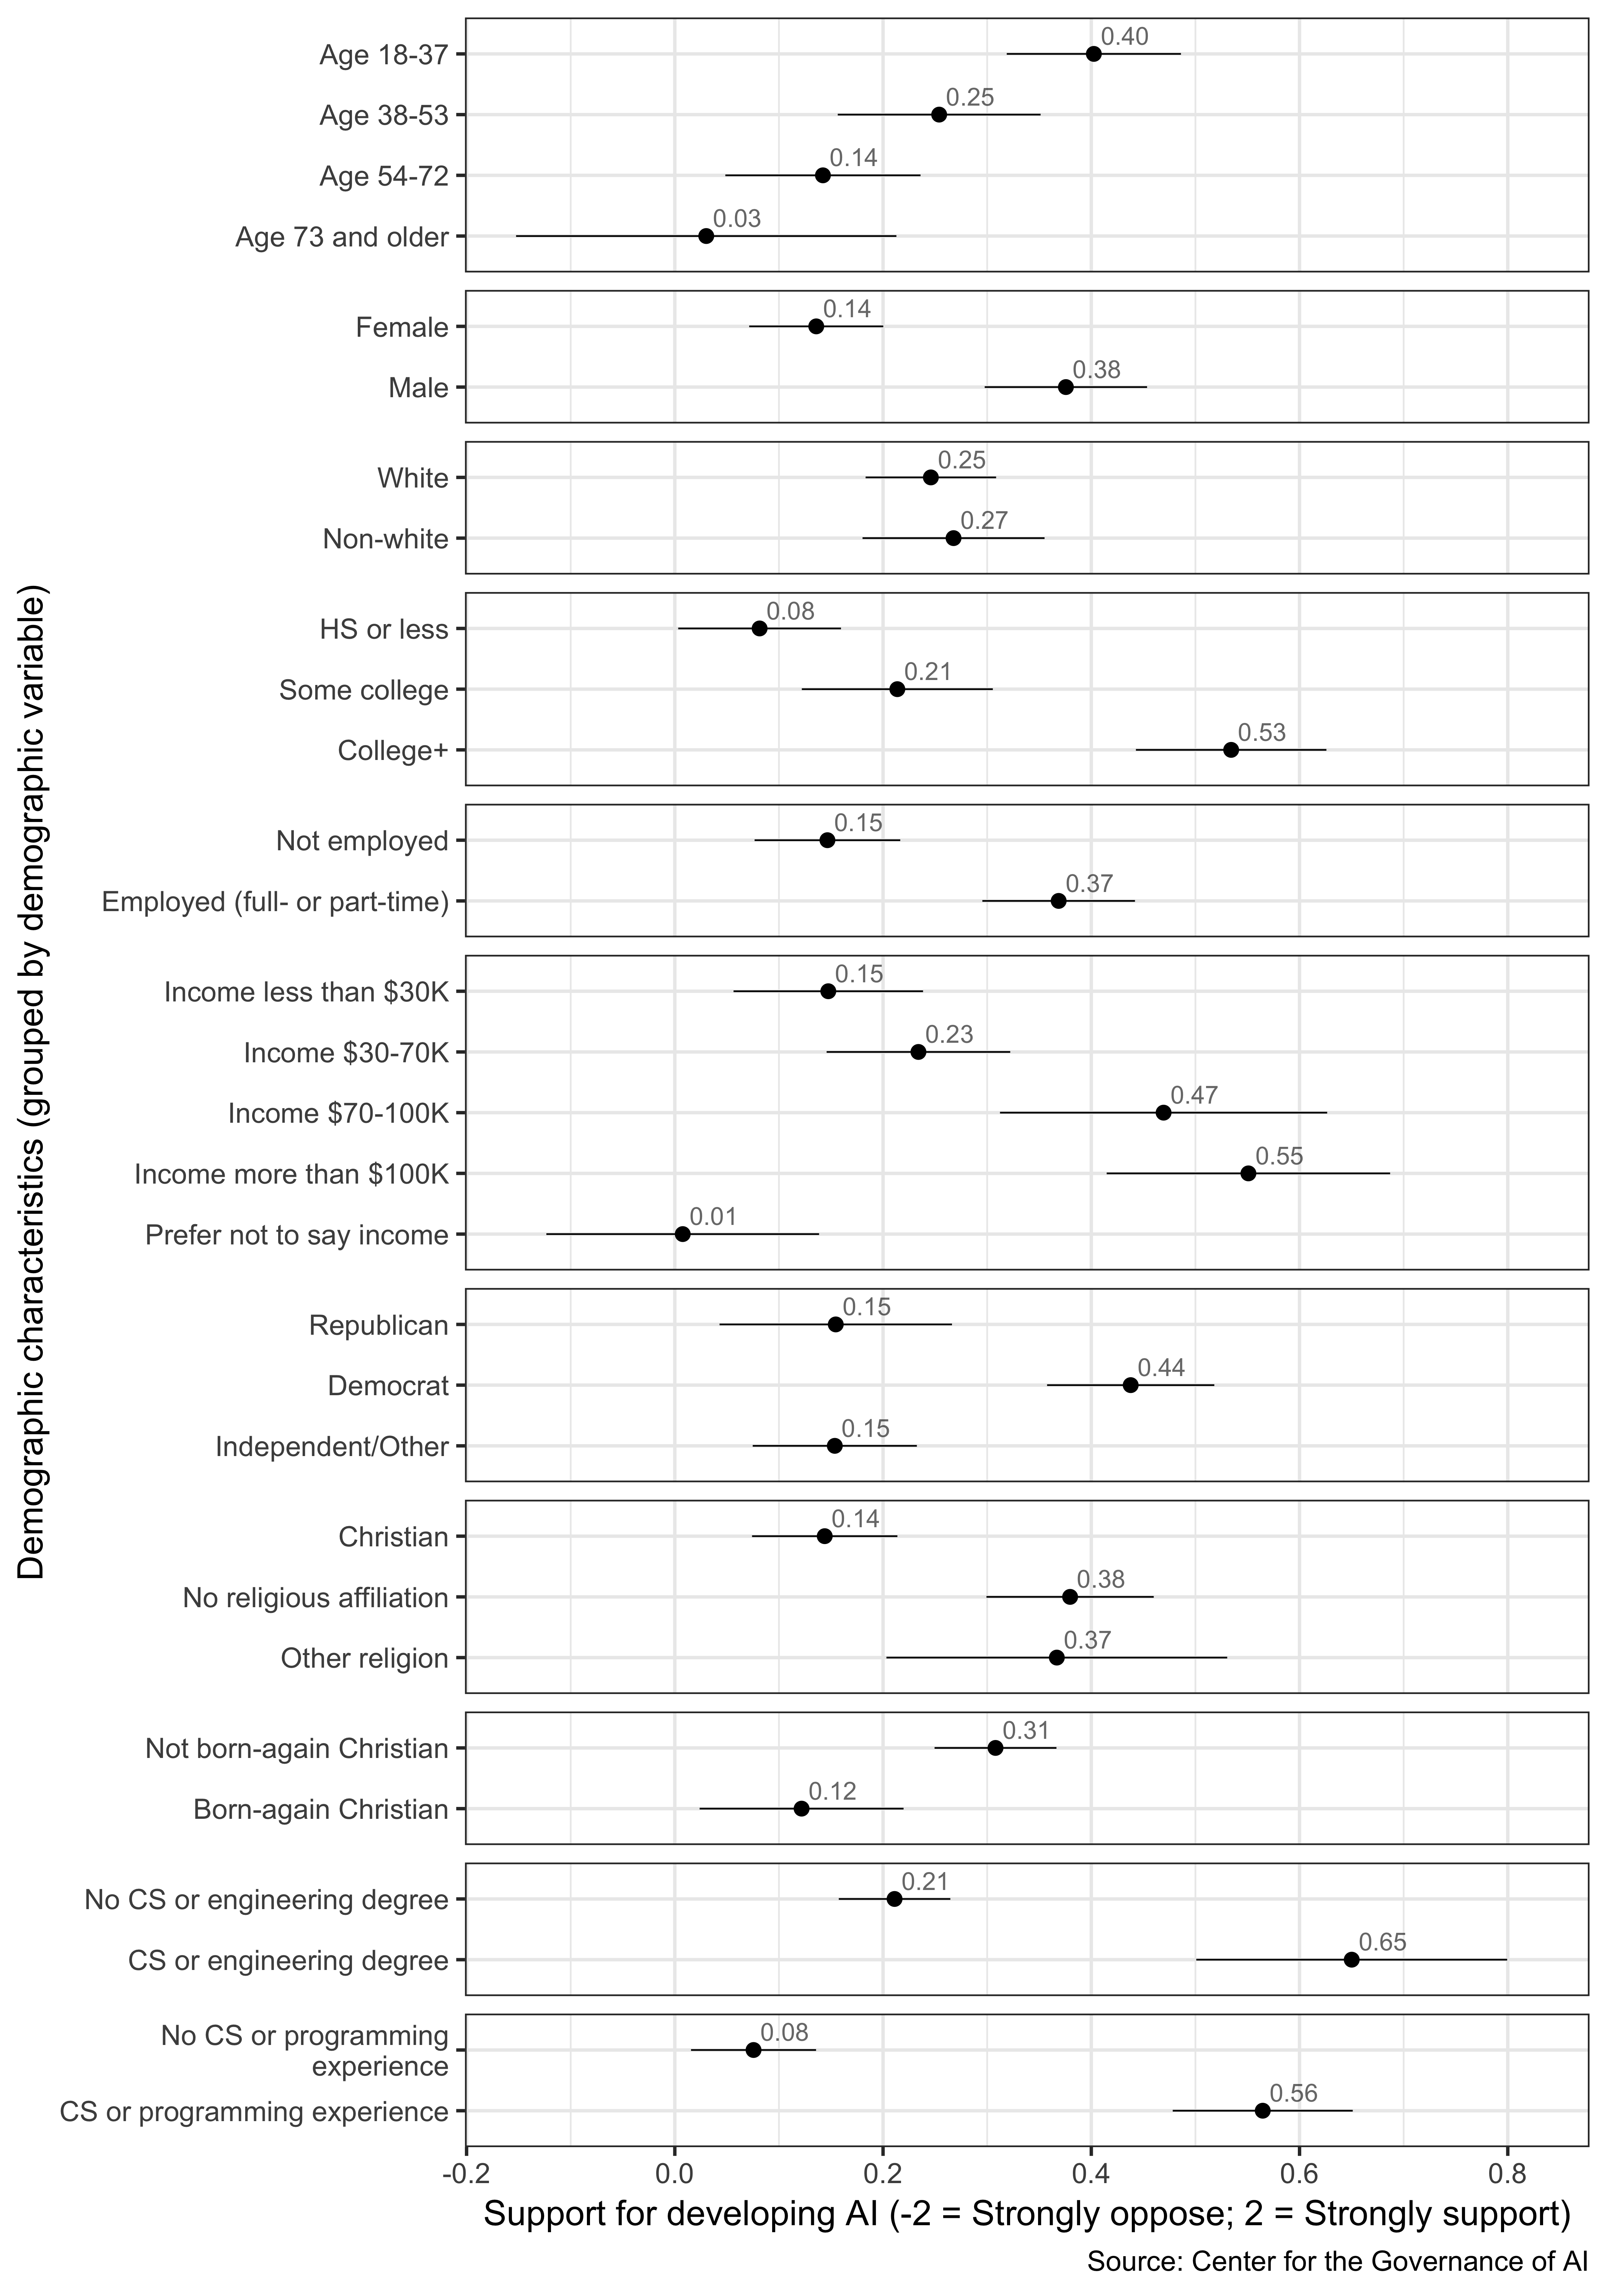 Demographic characteristics (grouped by demographic variable)
Age 18-37
0.40
Age 38-53
0.25
Age 54-72
0.14
Age 73 and older
0.03
Female
0.14
Male
0.38
White
0.25
Non-white
0.27
HS or less
0.08
Some college
0.21
College+
0.53
Not employed
0.15
Employed (full- or part-time)
0.37
Income less than $30K
0.15
Income $30-70K
0.23
Income $70-100K
0.47
Income more than $100K
0.55
Prefer not to say income
0.01
Republican
0.15
Democrat
0.44
Independent/Other
0.15
Christian
0.14
No religious affiliation
0.38
Other religion
0.37
Not born-again Christian
0.31
Born-again Christian
0.12
No CS or engineering degree
0.21
CS or engineering degree
0.65
No CS or programming
experience
0.08
CS or programming experience
0.56
-0.2 0.0 0.2 0.4 0.6 0.8
Support for developing AI (-2 = Strongly oppose; 2 = Strongly support)
Source: Center for the Governance of AI